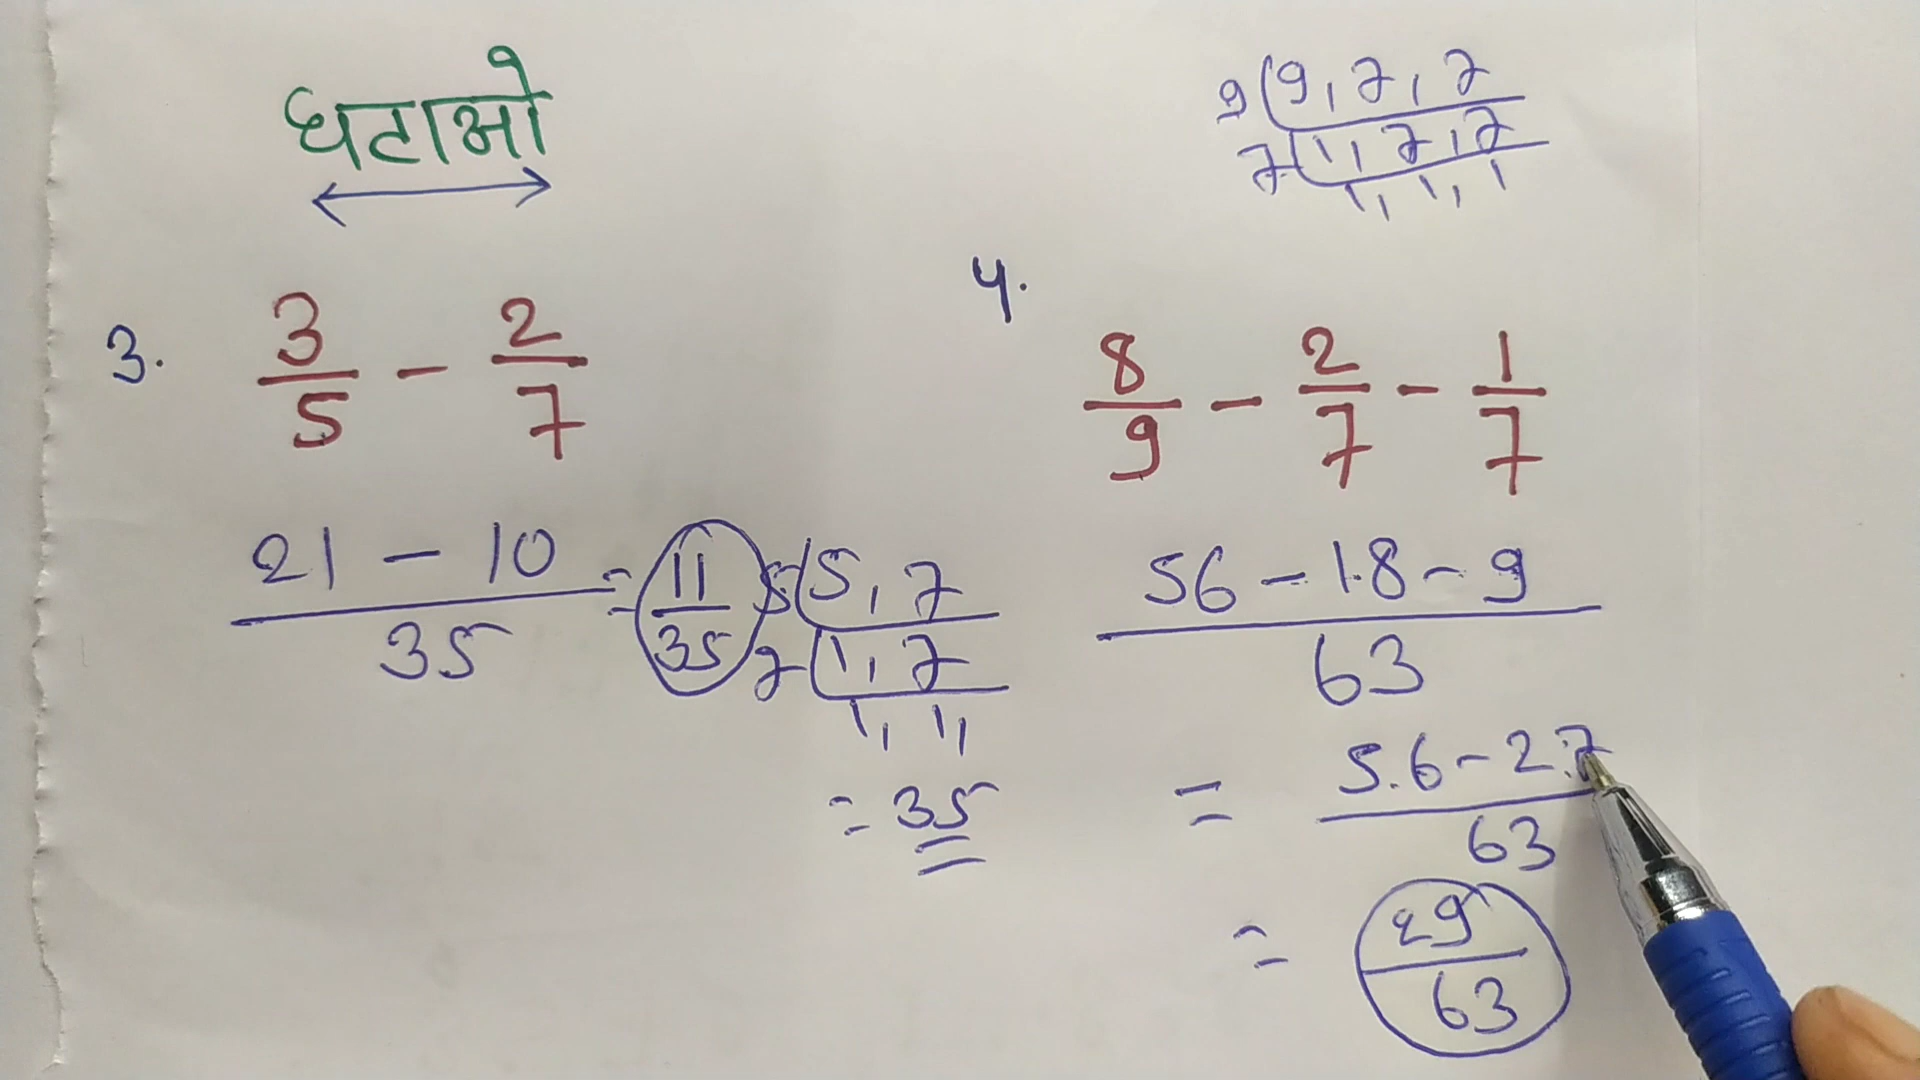 घटाओ
3. 3/5 - 2/7
21 - 10 / 35 = 11/35
5 | 5, 7
7 | 1, 7
1, 1,
= 35
9 | 9, 7, 7
7 | 1, 7, 7
1, 1, 1
4.
8/9 - 2/7 - 1/7
56 - 18 - 9 / 63
= 56 - 27 / 63
= 29/63